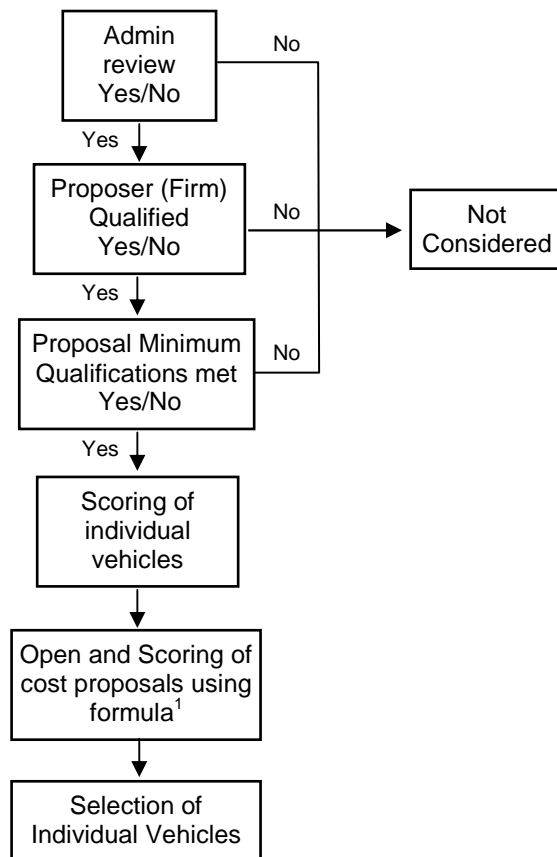 Admin
review
Yes/No
No
Yes
Proposer (Firm)
Qualified
Yes/No
No
Not
Considered
Yes
Proposal Minimum
Qualifications met
Yes/No
No
Yes
Scoring of
individual
vehicles
Open and Scoring of
cost proposals using
formula¹
Selection of
Individual Vehicles